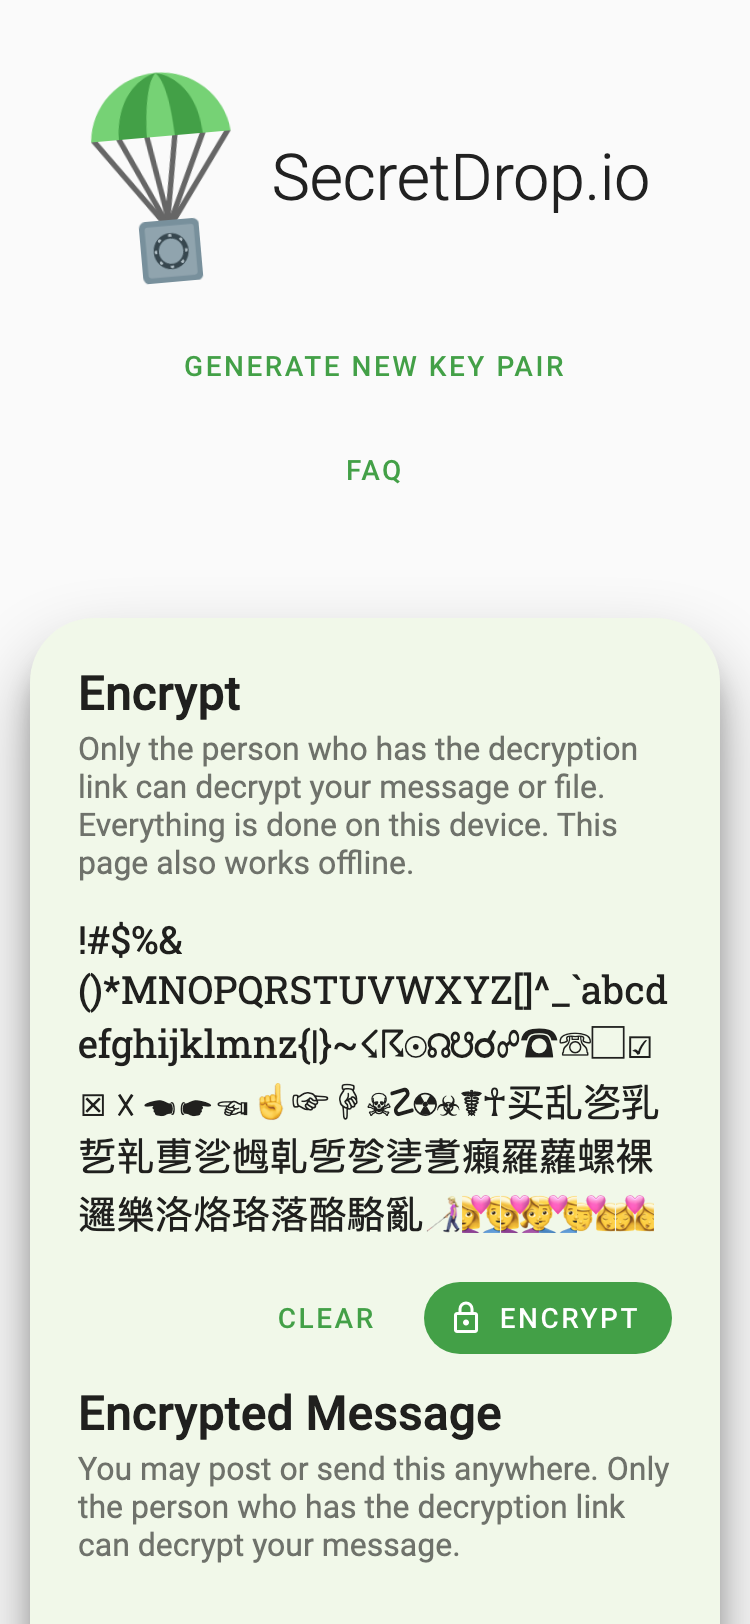 SecretDrop.io
GENERATE NEW KEY PAIR
FAQ
Encrypt
Only the person who has the decryption
link can decrypt your message or file.
Everything is done on this device. This
page also works offline.
!#$%&
()*MNOPQRSTUVWXYZ[]^_`abcd
efghijklmnz{|}~☇☈☉☊☋☌☍☎☏☐☑
☒☓☚☛☜☝☞☟☠☡☢☣☤☥买乱乲乳
乴乵乶乷乸乹乺乻乼乽癩羅蘿螺裸
邏樂洛烙珞落酪駱亂
CLEAR
ENCRYPT
Encrypted Message
You may post or send this anywhere. Only
the person who has the decryption link
can decrypt your message.